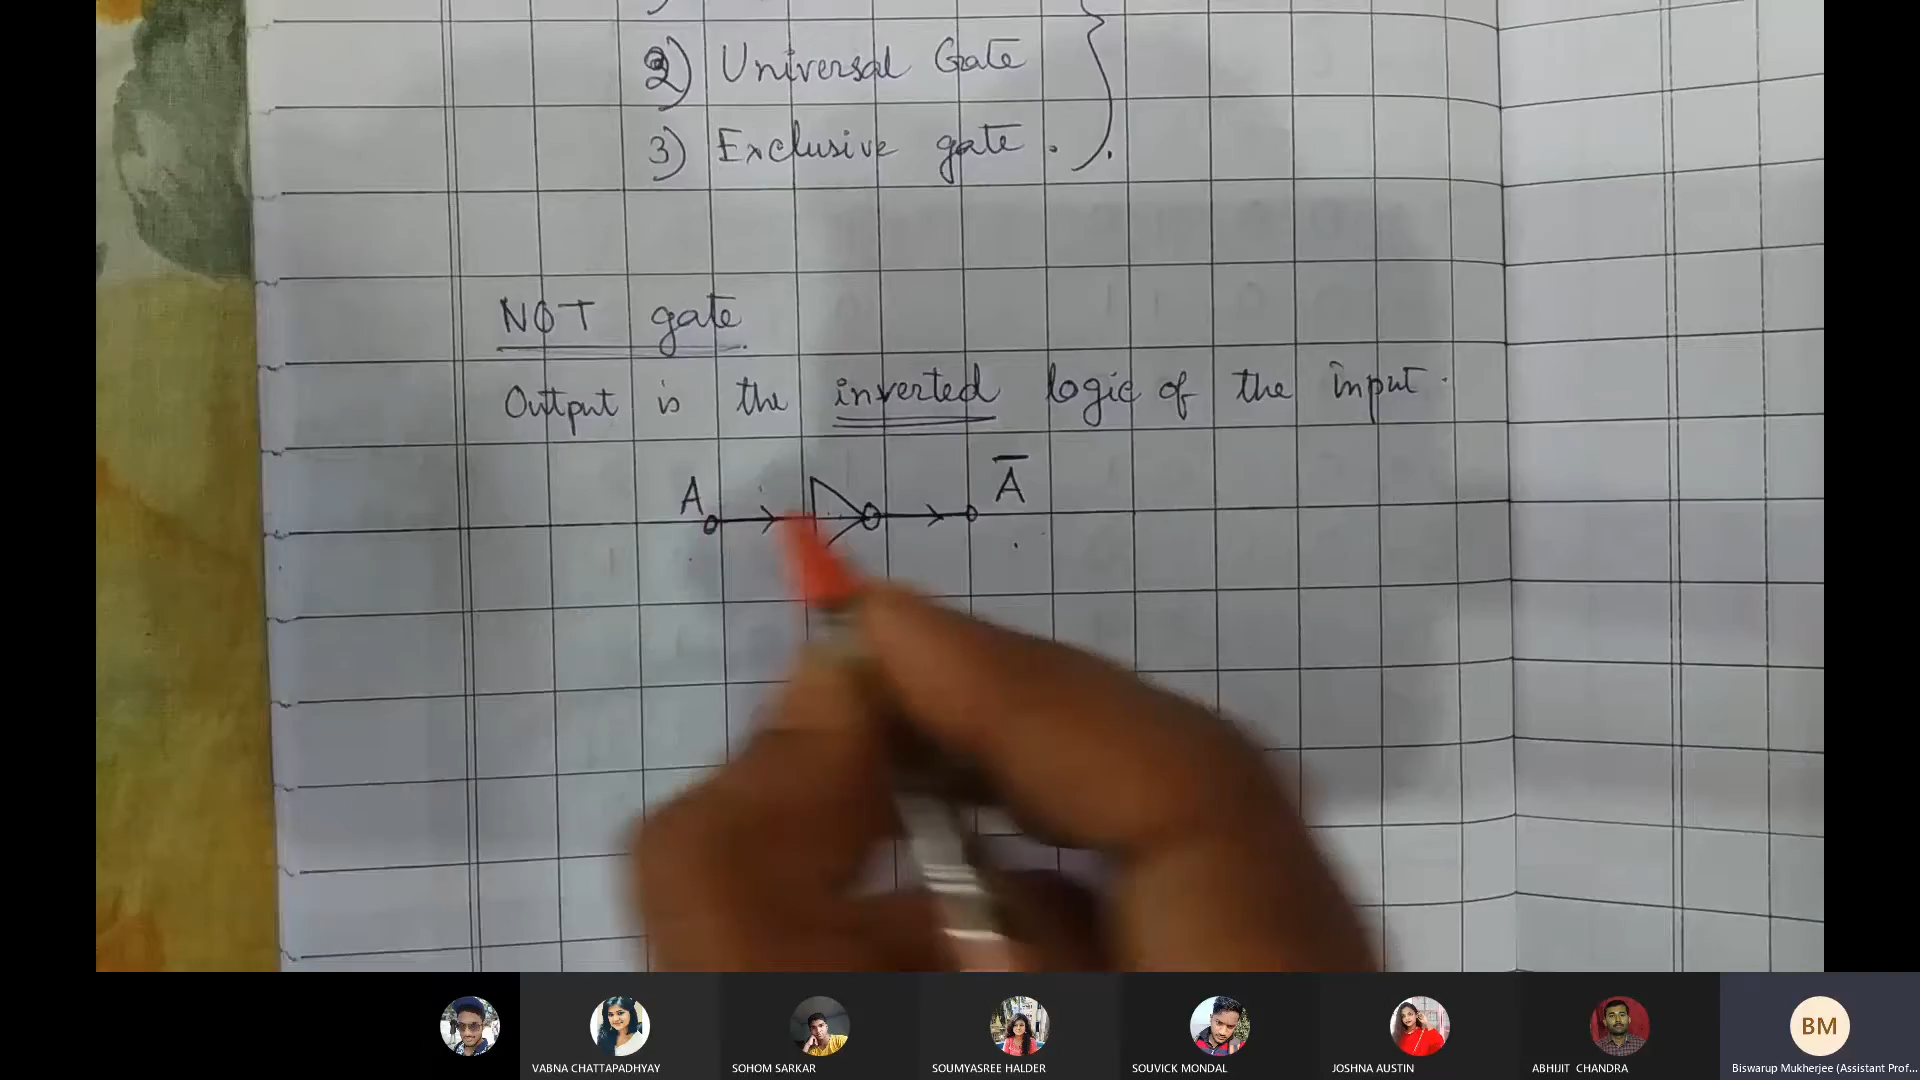 2) Universal Gate
3) Exclusive gate.
NOT gate
Output is the inverted logic of the input.
A
A̅
VABNA CHATTAPADHYAY
SOHOM SARKAR
SOUMYASREE HALDER
SOUVICK MONDAL
JOSHNA AUSTIN
ABHIJIT CHANDRA
BM
Biswarup Mukherjee (Assistant Prof...